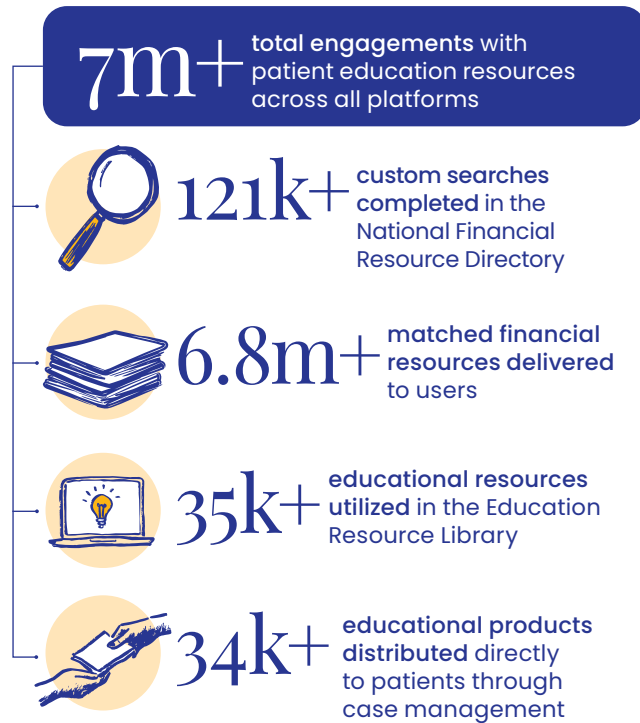 7m+ total engagements with
patient education resources
across all platforms
121k+ custom searches
completed in the
National Financial
Resource Directory
6.8m+ matched financial
resources delivered
to users
35k+ educational resources
utilized in the Education
Resource Library
34k+ educational products
distributed directly
to patients through
case management